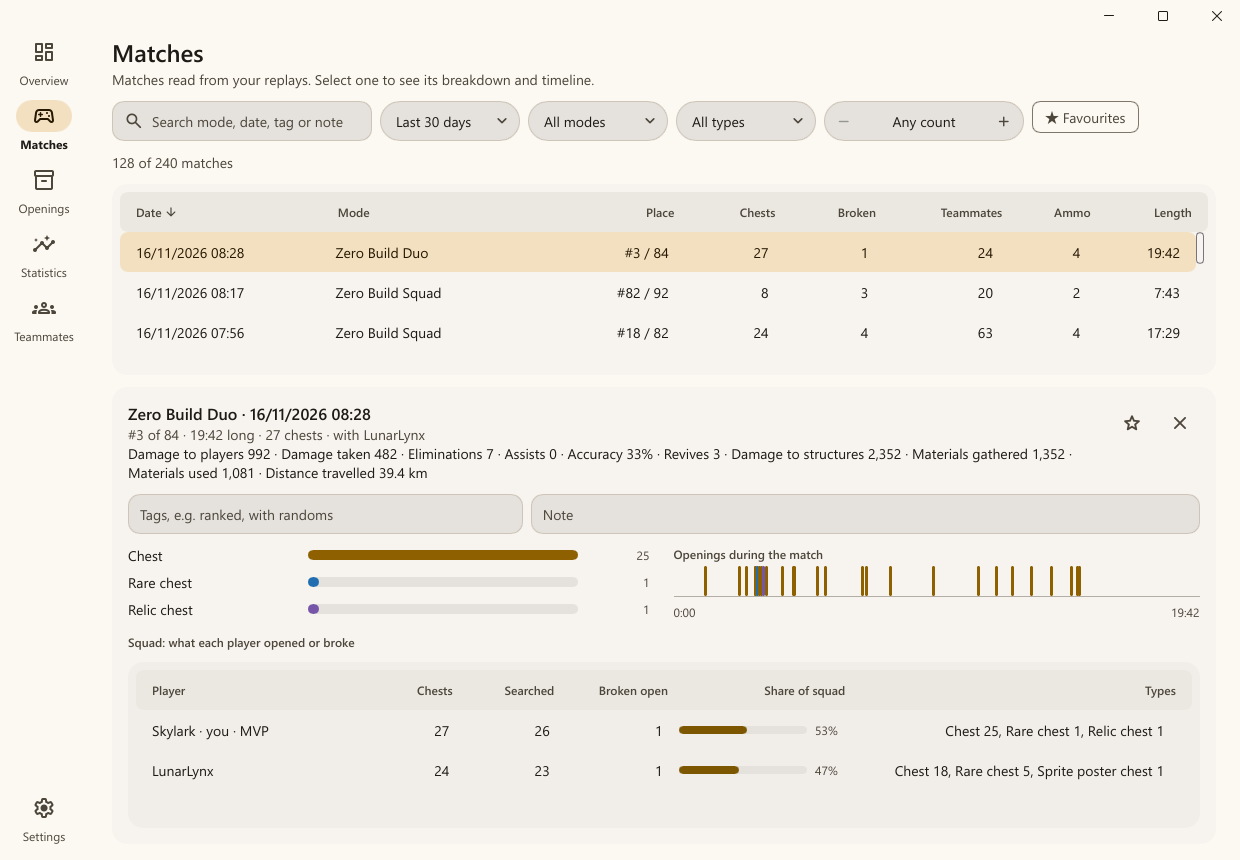 Overview
Matches
Openings
Statistics
Teammates
Settings
Matches
Matches read from your replays. Select one to see its breakdown and timeline.
Search mode, date, tag or note
Last 30 days
All modes
All types
Any count
Favourites
128 of 240 matches
Date Mode Place Chests Broken Teammates Ammo Length
16/11/2026 08:28 Zero Build Duo #3 / 84 27 1 24 4 19:42
16/11/2026 08:17 Zero Build Squad #82 / 92 8 3 20 2 7:43
16/11/2026 07:56 Zero Build Squad #18 / 82 24 4 63 4 17:29
Zero Build Duo · 16/11/2026 08:28
#3 of 84 · 19:42 long · 27 chests · with LunarLynx
Damage to players 992 · Damage taken 482 · Eliminations 7 · Assists 0 · Accuracy 33% · Revives 3 · Damage to structures 2,352 · Materials gathered 1,352 ·
Materials used 1,081 · Distance travelled 39.4 km
Tags, e.g. ranked, with randoms
Note
Chest 25
Rare chest 1
Relic chest 1
Openings during the match
0:00 19:42
Squad: what each player opened or broke
Player Chests Searched Broken open Share of squad Types
Skylark · you · MVP 27 26 1 53% Chest 25, Rare chest 1, Relic chest 1
LunarLynx 24 23 1 47% Chest 18, Rare chest 5, Sprite poster chest 1